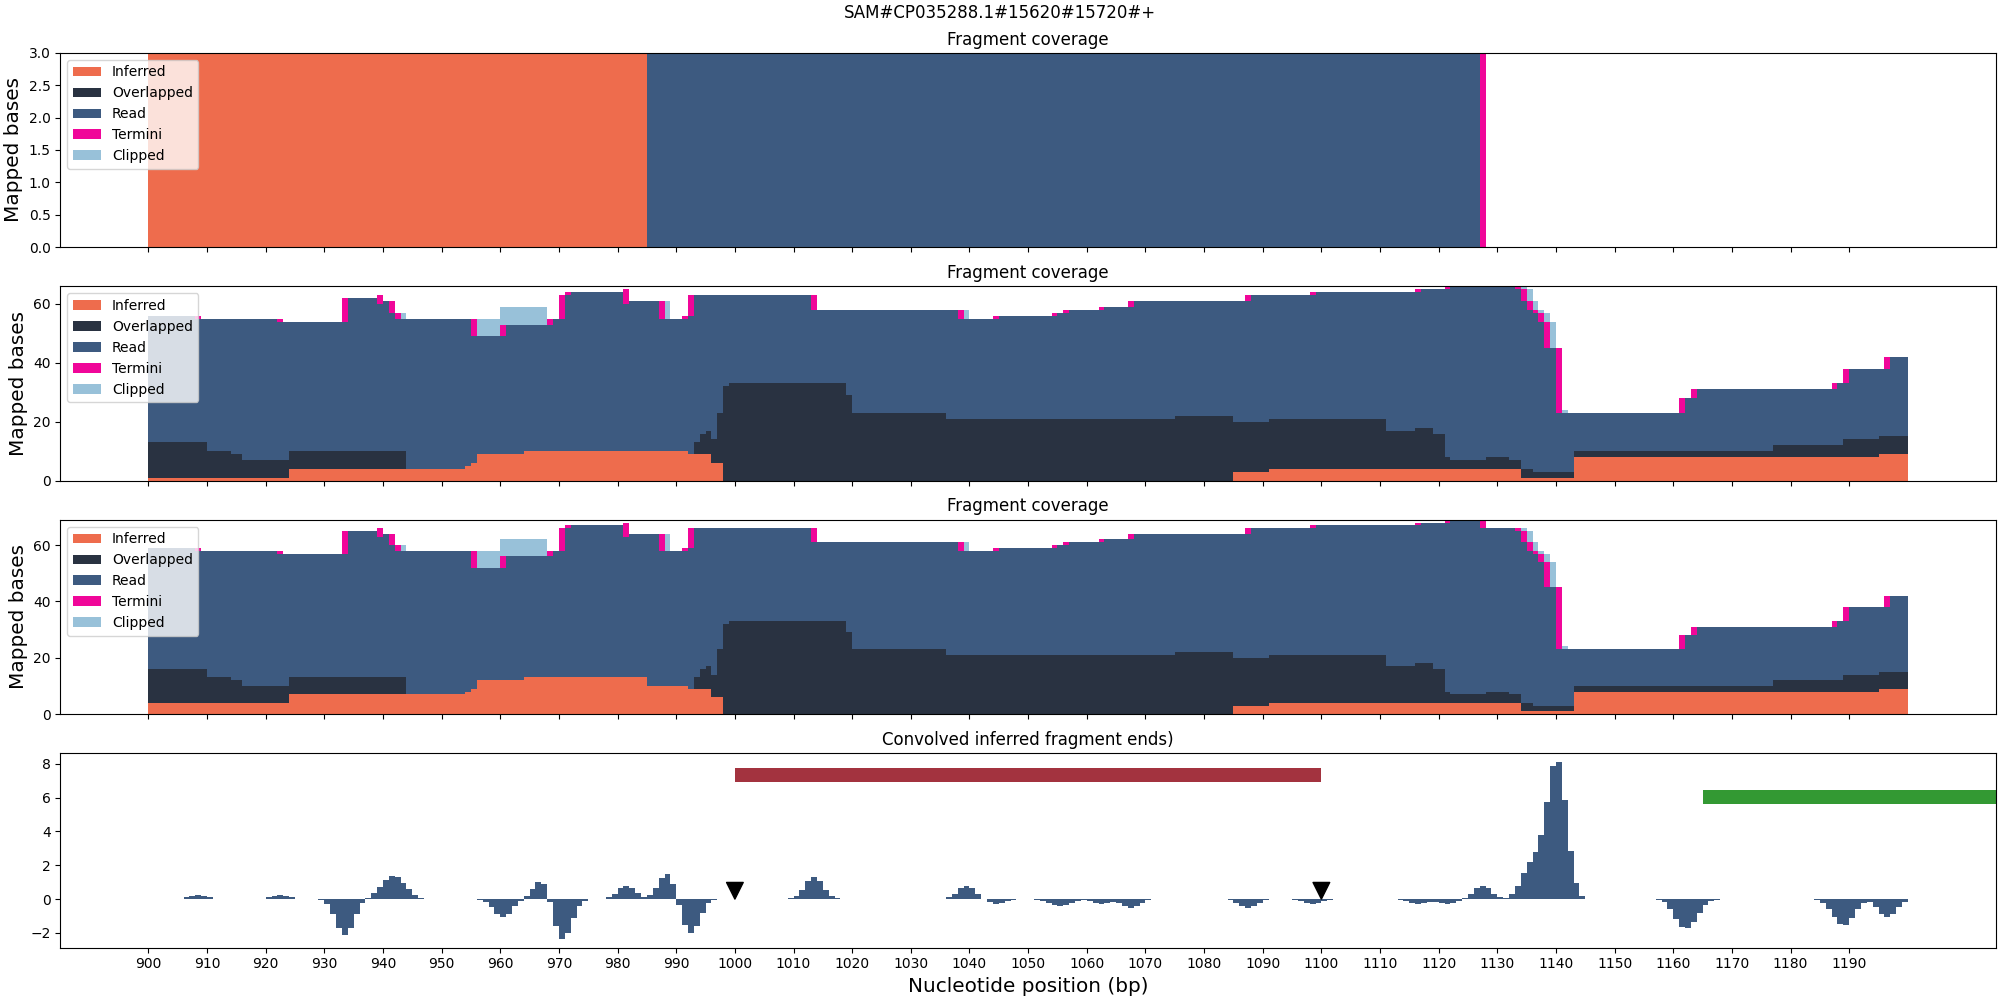 SAM#CP035288.1#15620#15720#+
Fragment coverage
Mapped bases
3.0
2.5
2.0
1.5
1.0
0.5
0.0
Inferred
Overlapped
Read
Termini
Clipped
Fragment coverage
Mapped bases
60
40
20
0
Inferred
Overlapped
Read
Termini
Clipped
Fragment coverage
Mapped bases
60
40
20
0
Inferred
Overlapped
Read
Termini
Clipped
Convolved inferred fragment ends)
8
6
4
2
0
−2
900 910 920 930 940 950 960 970 980 990 1000 1010 1020 1030 1040 1050 1060 1070 1080 1090 1100 1110 1120 1130 1140 1150 1160 1170 1180 1190
Nucleotide position (bp)